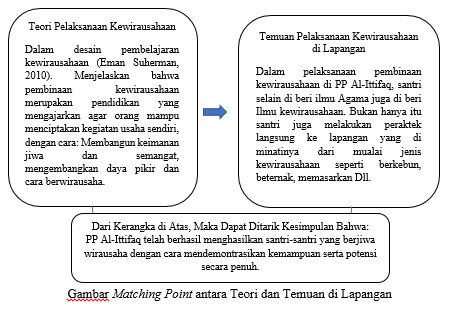 Teori Pelaksanaan Kewirausahaan
Dalam desain pembelajaran
kewirausahaan (Eman Suherman,
2010). Menjelaskan bahwa
pembinaan kewirausahaan
merupakan pendidikan yang
mengajarkan agar orang mampu
menciptakan kegiatan usaha sendiri,
dengan cara: Membangun keimanan
jiwa dan semangat,
mengembangkan daya pikir dan
cara berwirausaha.
Temuan Pelaksanaan Kewirausahaan
di Lapangan
Dalam pelaksanaan pembinaan
kewirausahaan di PP Al-Ittifaq, santri
selain di beri ilmu Agama juga di beri
Ilmu kewirausahaan. Bukan hanya itu
santri juga melakukan peraktek
langsung ke lapangan yang di
minatinya dari mualai jenis
kewirausahaan seperti berkebun,
beternak, memasarkan Dll.
Dari Kerangka di Atas, Maka Dapat Ditarik Kesimpulan Bahwa:
PP Al-Ittifaq telah berhasil menghasilkan santri-santri yang berjiwa
wirausaha dengan cara mendemontrasikan kemampuan serta potensi
secara penuh.
Gambar Matching Point antara Teori dan Temuan di Lapangan